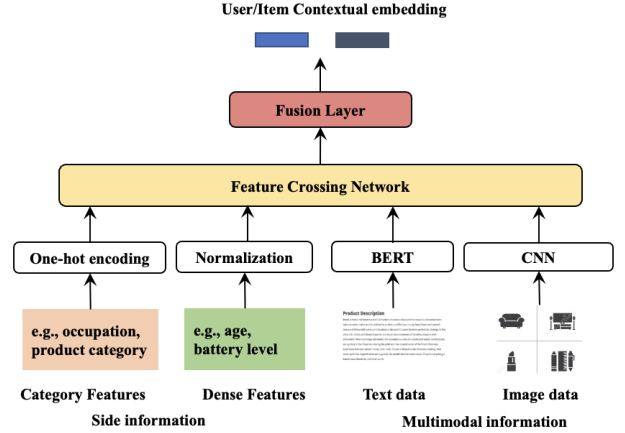 User/Item Contextual embedding
Fusion Layer
Feature Crossing Network
One-hot encoding
Normalization
BERT
CNN
e.g., occupation,
product category
e.g., age,
battery level
Product Description
Category Features
Dense Features
Text data
Image data
Side information
Multimodal information